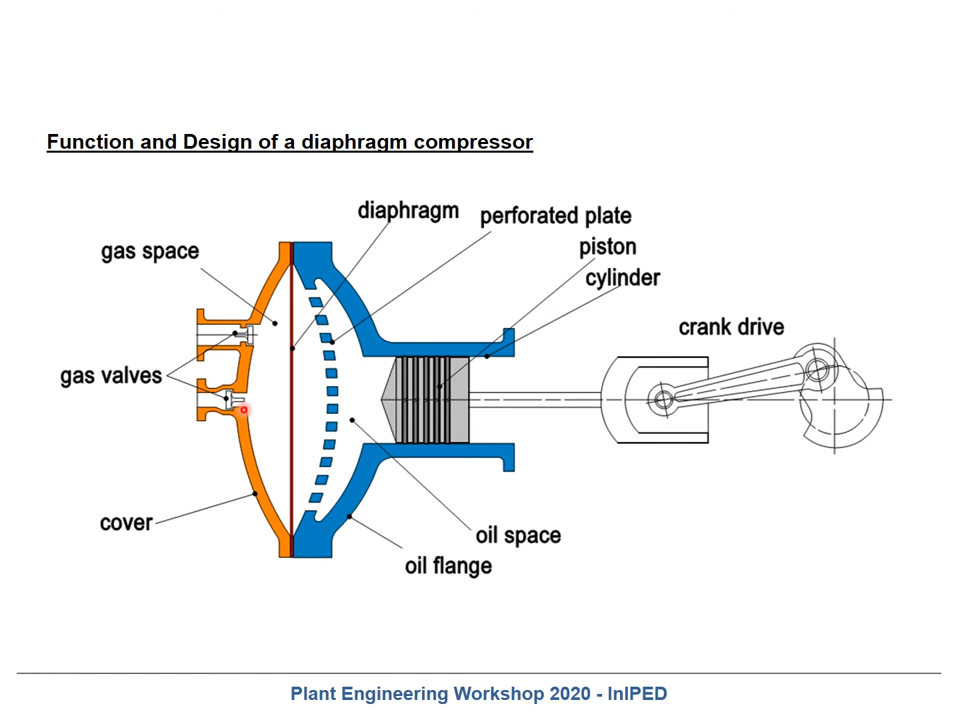 Function and Design of a diaphragm compressor
diaphragm
perforated plate
piston
gas space
cylinder
crank drive
gas valves
cover
oil space
oil flange
Plant Engineering Workshop 2020 - InIPED